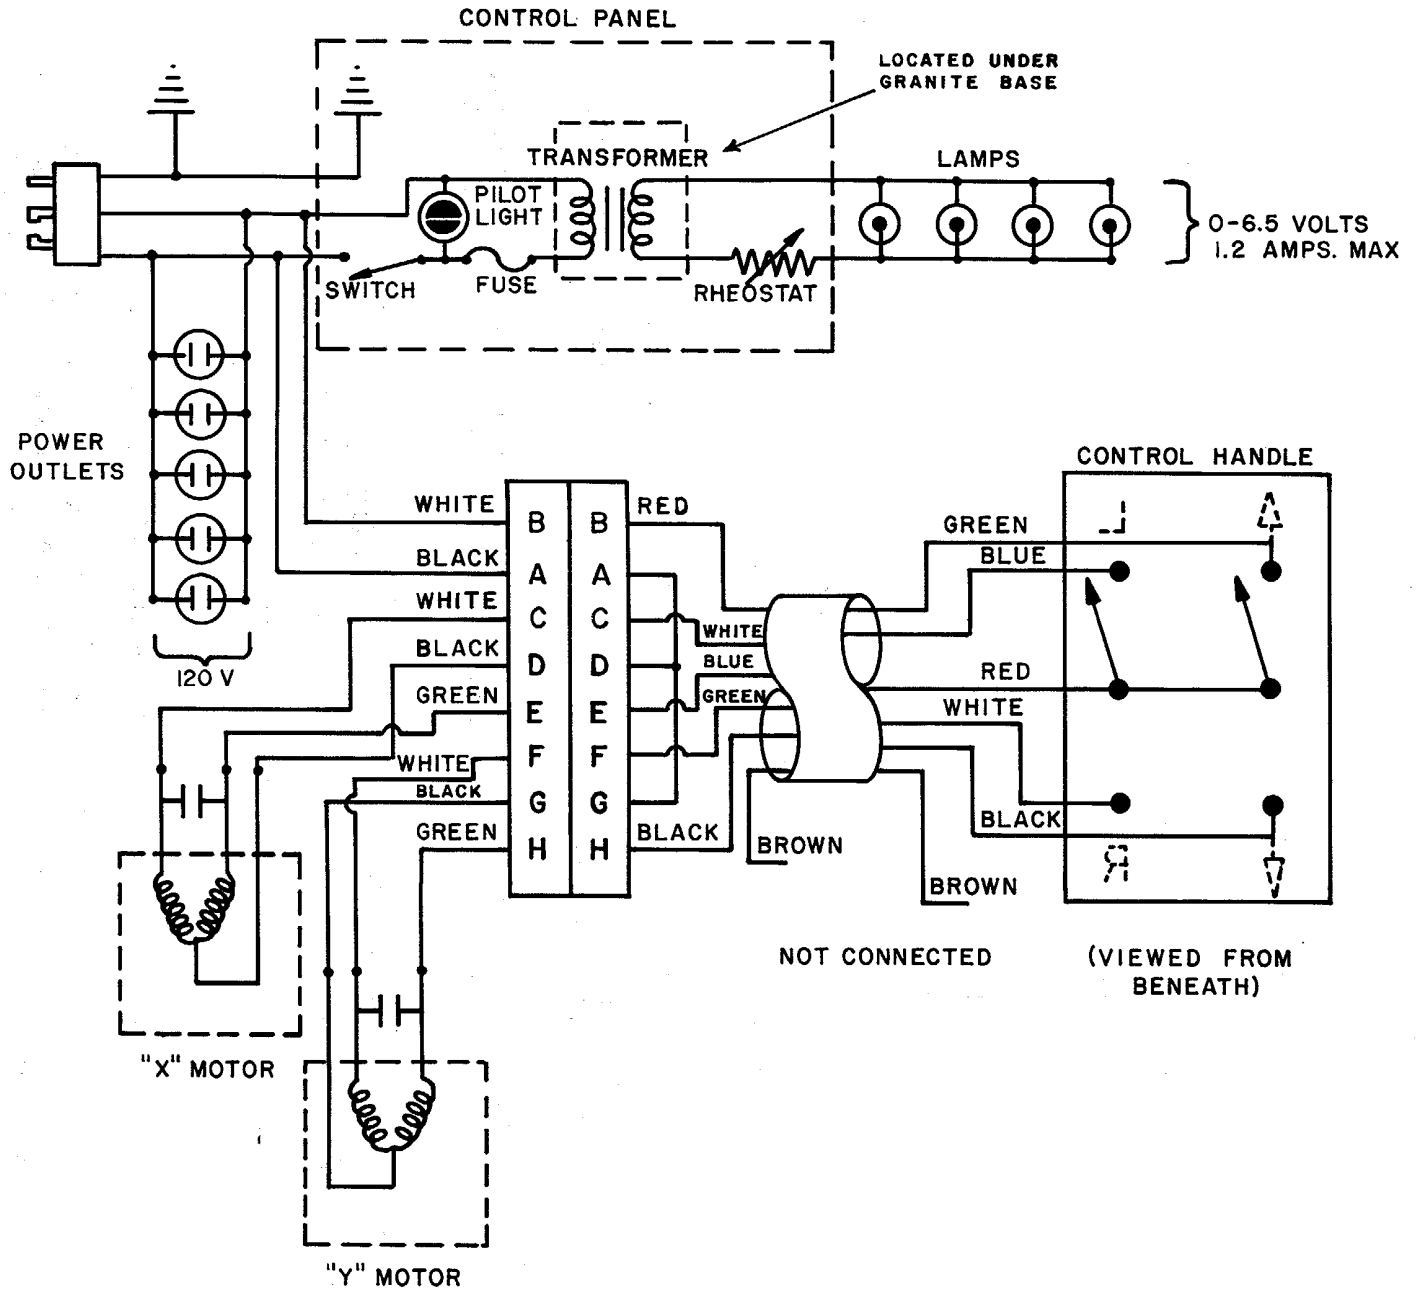 CONTROL PANEL
LOCATED UNDER
GRANITE BASE
TRANSFORMER
LAMPS
PILOT
LIGHT
0-6.5 VOLTS
1.2 AMPS. MAX
SWITCH
FUSE
RHEOSTAT
POWER
OUTLETS
120 V
CONTROL HANDLE
WHITE
B
B
RED
GREEN
L
BLACK
A
A
BLUE
WHITE
C
C
WHITE
BLACK
D
D
BLUE
RED
GREEN
E
E
GREEN
WHITE
WHITE
F
F
BLACK
G
G
GREEN
H
H
BLACK
BROWN
BLACK
R
BROWN
NOT CONNECTED
(VIEWED FROM
BENEATH)
"X" MOTOR
"Y" MOTOR